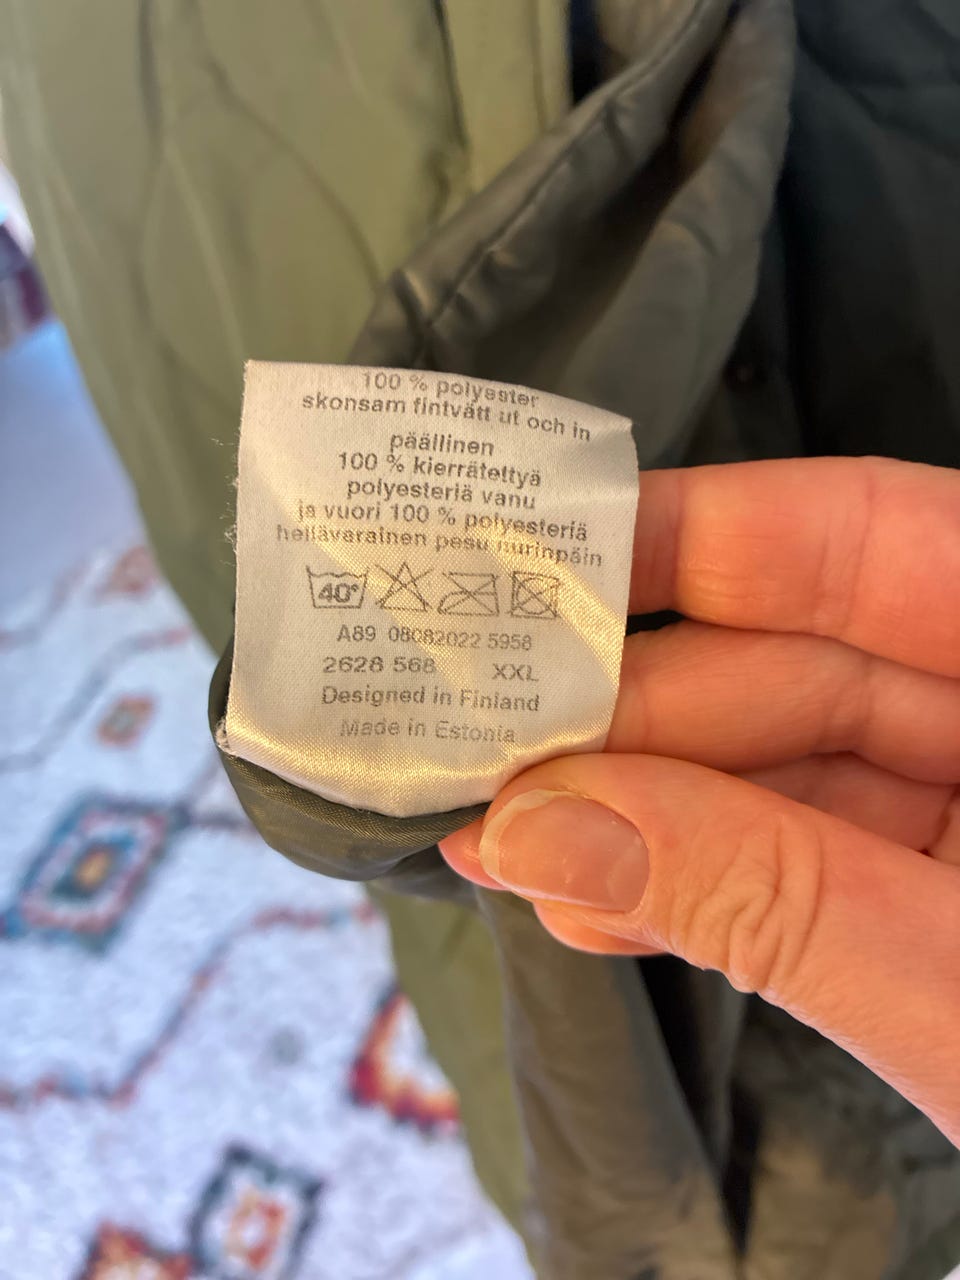 100 % polyester
skonsam fintvätt ut och in
päällinen
100 % kierrätettyä
polyesteriä vanu
ja vuori 100 % polyesteriä
hellävarainen pesu nurinpäin
40°
A89 08082022 5958
2628 568 XXL
Designed in Finland
Made in Estonia